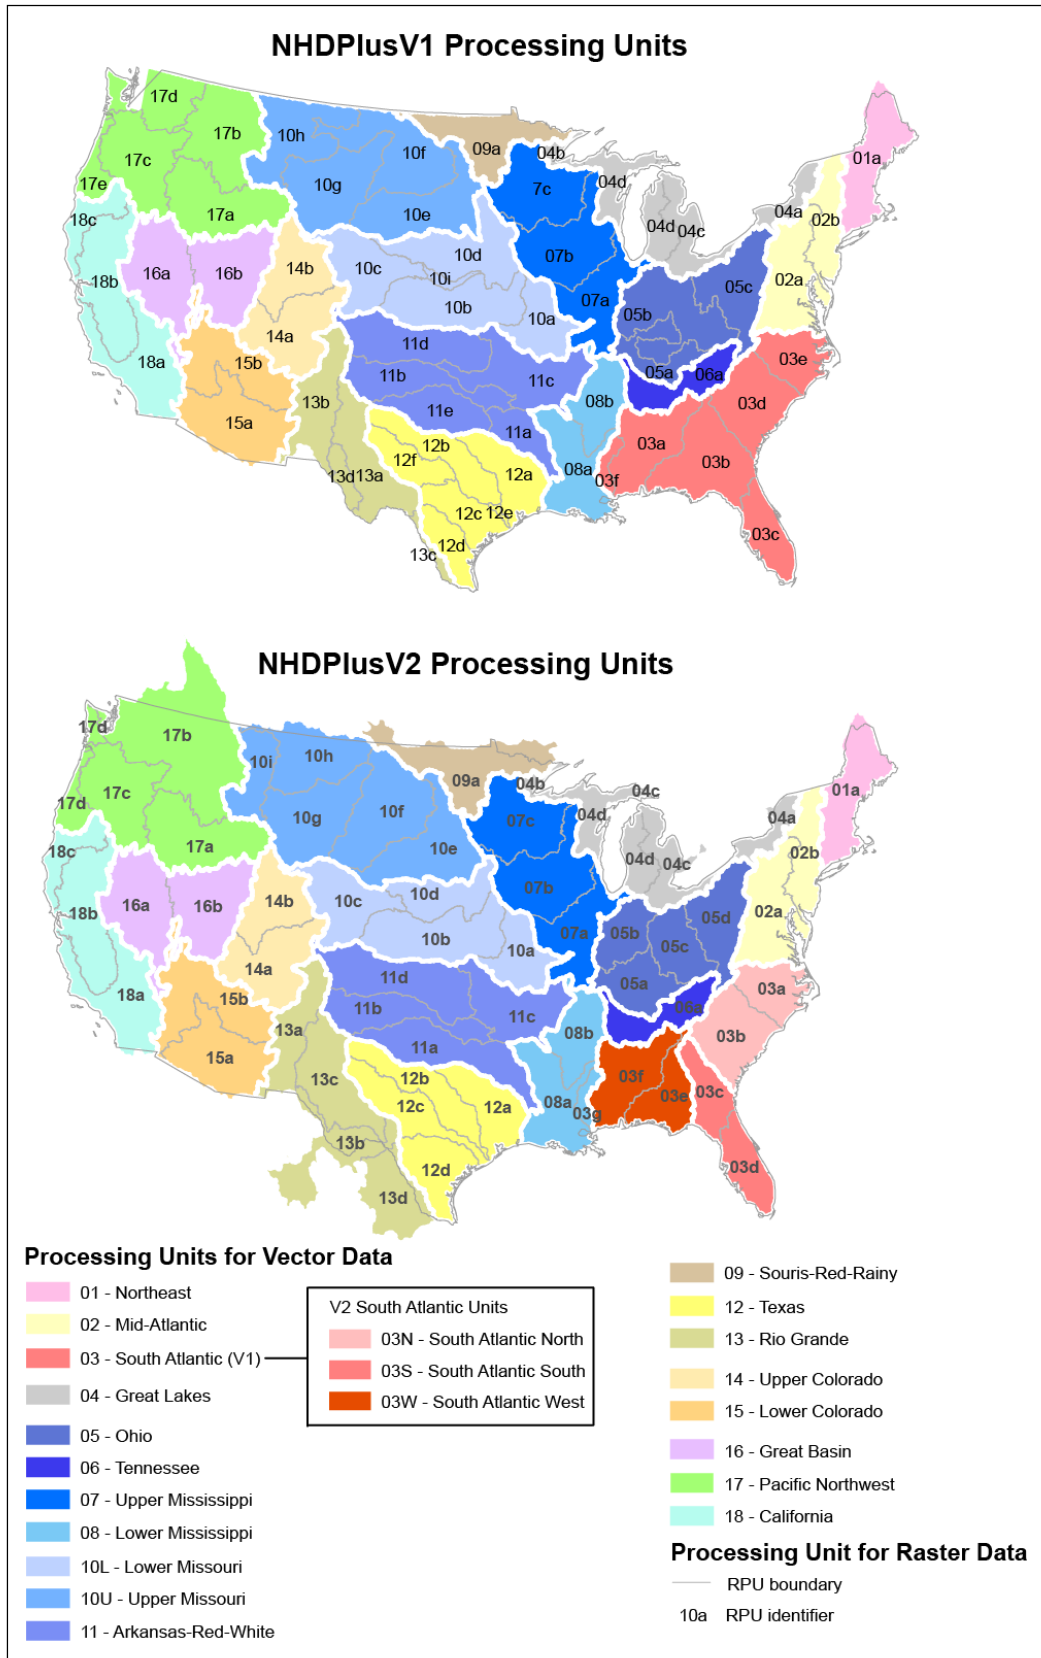 NHDPlusV1 Processing Units
17d
17b
17c
17e
17a
10h
10f
10g
10e
09a
04b
7c
04d
04d
04c
04a
01a
02b
02a
18c
18b
18a
16a
16b
14b
14a
10c
10d
10i
10b
10a
07b
07a
05b
05c
05a
06a
15b
15a
11d
11b
11c
11e
11a
13b
13d
13a
13c
12b
12f
12a
12c
12e
12d
08b
08a
03f
03a
03b
03d
03e
03c
NHDPlusV2 Processing Units
17d
17b
17c
17d
17a
10i
10h
10g
10f
10e
09a
04b
04c
07c
04d
04d
04c
04a
01a
02b
02a
18c
18b
18a
16a
16b
14b
14a
10c
10d
10b
10a
07b
07a
05b
05c
05d
05a
06a
15b
15a
11d
11b
11c
11a
13a
13c
13b
13d
12b
12c
12a
12d
08b
08a
03g
03f
03e
03a
03b
03c
03d
Processing Units for Vector Data
01 - Northeast
02 - Mid-Atlantic
03 - South Atlantic (V1)
04 - Great Lakes
05 - Ohio
06 - Tennessee
07 - Upper Mississippi
08 - Lower Mississippi
10L - Lower Missouri
10U - Upper Missouri
11 - Arkansas-Red-White
V2 South Atlantic Units
03N - South Atlantic North
03S - South Atlantic South
03W - South Atlantic West
09 - Souris-Red-Rainy
12 - Texas
13 - Rio Grande
14 - Upper Colorado
15 - Lower Colorado
16 - Great Basin
17 - Pacific Northwest
18 - California
Processing Unit for Raster Data
RPU boundary
10a RPU identifier